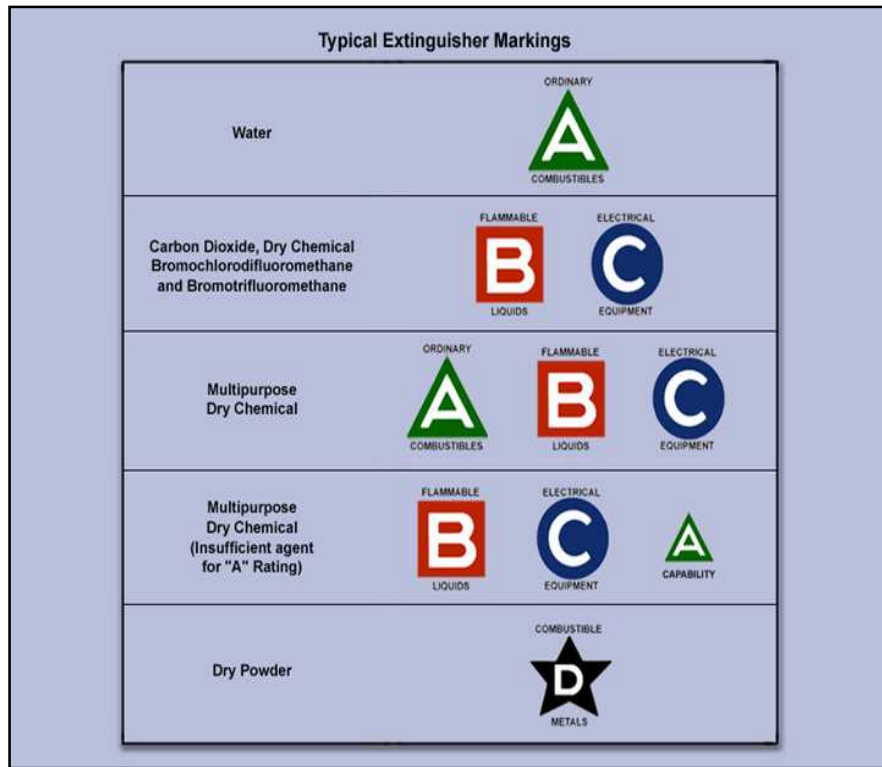 Typical Extinguisher Markings
Water
ORDINARY
A
COMBUSTIBLES
Carbon Dioxide, Dry Chemical
Bromochlorodifluoromethane
and Bromotrifluoromethane
FLAMMABLE
B
LIQUIDS
ELECTRICAL
C
EQUIPMENT
Multipurpose
Dry Chemical
ORDINARY
A
COMBUSTIBLES
FLAMMABLE
B
LIQUIDS
ELECTRICAL
C
EQUIPMENT
Multipurpose
Dry Chemical
(Insufficient agent
for "A" Rating)
FLAMMABLE
B
LIQUIDS
ELECTRICAL
C
EQUIPMENT
A
CAPABILITY
Dry Powder
COMBUSTIBLE
D
METALS